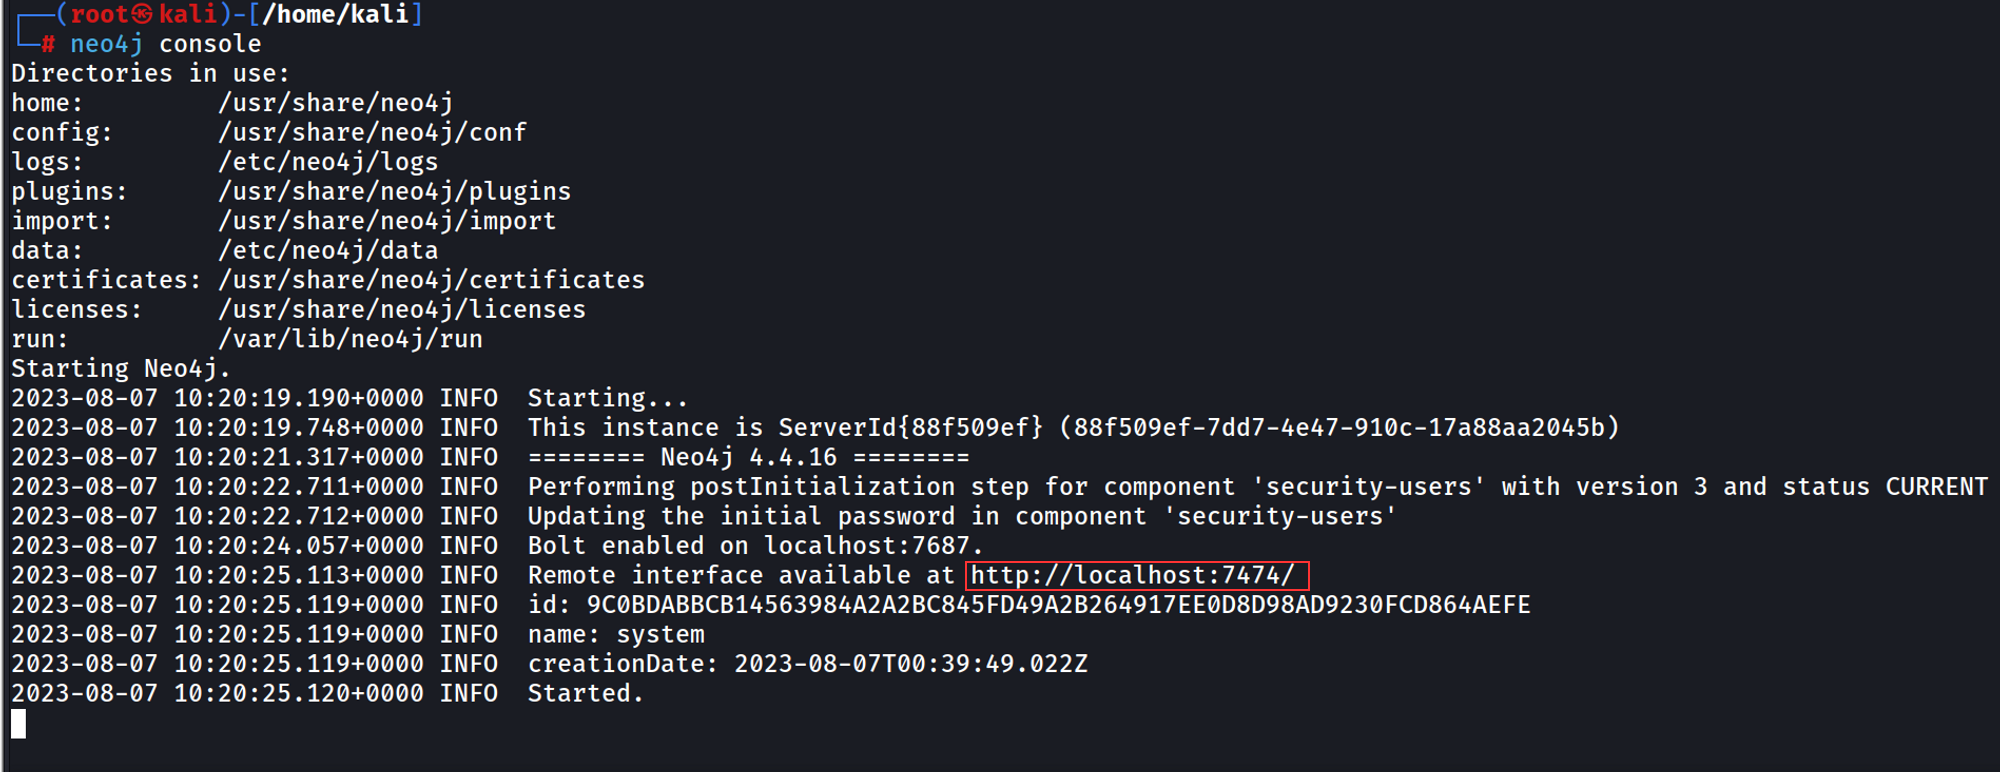 ┌──(root㉿kali)-[/home/kali]
└─# neo4j console
Directories in use:
home:         /usr/share/neo4j
config:       /usr/share/neo4j/conf
logs:         /etc/neo4j/logs
plugins:      /usr/share/neo4j/plugins
import:       /usr/share/neo4j/import
data:         /etc/neo4j/data
certificates: /usr/share/neo4j/certificates
licenses:     /usr/share/neo4j/licenses
run:          /var/lib/neo4j/run
Starting Neo4j.
2023-08-07 10:20:19.190+0000 INFO  Starting...
2023-08-07 10:20:19.748+0000 INFO  This instance is ServerId{88f509ef} (88f509ef-7dd7-4e47-910c-17a88aa2045b)
2023-08-07 10:20:21.317+0000 INFO  ======== Neo4j 4.4.16 ========
2023-08-07 10:20:22.711+0000 INFO  Performing postInitialization step for component 'security-users' with version 3 and status CURRENT
2023-08-07 10:20:22.712+0000 INFO  Updating the initial password in component 'security-users'
2023-08-07 10:20:24.057+0000 INFO  Bolt enabled on localhost:7687.
2023-08-07 10:20:25.113+0000 INFO  Remote interface available at http://localhost:7474/
2023-08-07 10:20:25.119+0000 INFO  id: 9C0BDABBCB14563984A2A2BC845FD49A2B264917EE0D8D98AD9230FCD864AEFE
2023-08-07 10:20:25.119+0000 INFO  name: system
2023-08-07 10:20:25.119+0000 INFO  creationDate: 2023-08-07T00:39:49.022Z
2023-08-07 10:20:25.120+0000 INFO  Started.